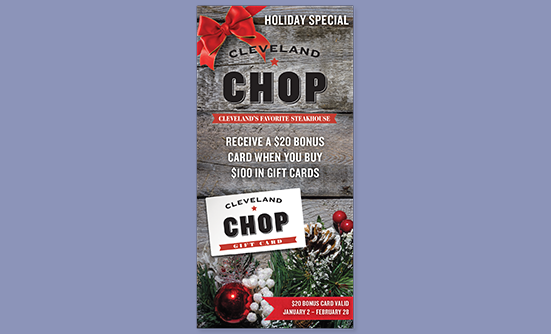 HOLIDAY SPECIAL
CLEVELAND
CHOP
CLEVELAND'S FAVORITE STEAKHOUSE
RECEIVE A $20 BONUS
CARD WHEN YOU BUY
$100 IN GIFT CARDS
CLEVELAND
CHOP
GIFT CARD
$20 BONUS CARD VALID
JANUARY 2 – FEBRUARY 28